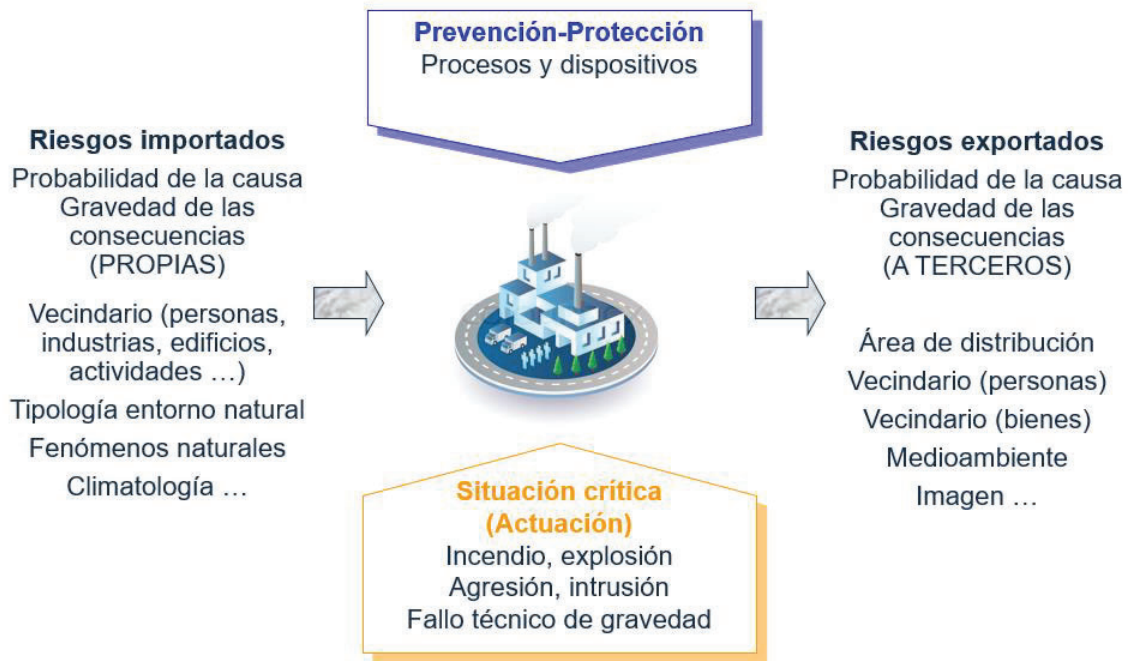 Prevención-Protección
Procesos y dispositivos
Riesgos importados
Probabilidad de la causa
Gravedad de las
consecuencias
(PROPIAS)
Vecindario (personas,
industrias, edificios,
actividades …)
Tipología entorno natural
Fenómenos naturales
Climatología …
Riesgos exportados
Probabilidad de la causa
Gravedad de las
consecuencias
(A TERCEROS)
Área de distribución
Vecindario (personas)
Vecindario (bienes)
Medioambiente
Imagen …
Situación crítica
(Actuación)
Incendio, explosión
Agresión, intrusión
Fallo técnico de gravedad